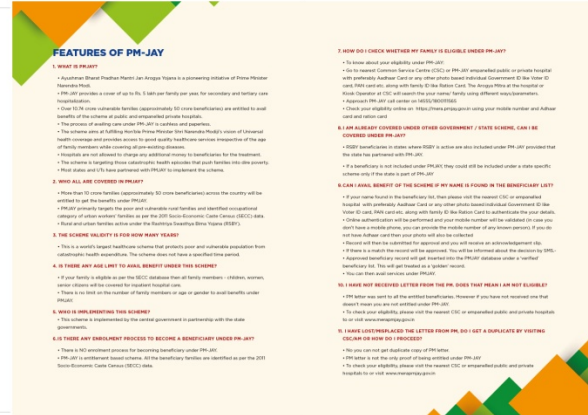 FEATURES OF PM-JAY
1. WHAT IS PMJAY?
• Ayushman Bharat Pradhan Mantri Jan Arogya Yojana is a pioneering initiative of Prime Minister
Narendra Modi.
• PM-JAY provides a cover of up to Rs. 5 lakh per family per year for secondary and tertiary care
hospitalization.
• Over 10.74 crore vulnerable families (approximately 50 crore beneficiaries) are entitled to avail
benefits of the scheme at public and empanelled private hospitals.
• The process of availing care under PM-JAY is cashless and paperless.
• The scheme aims at fulfilling Hon'ble Prime Minister Shri Narendra Modiji's vision of Universal
health coverage and provides access to good quality healthcare services irrespective of the age
of family members while covering all pre-existing diseases.
• Hospitals are not allowed to charge any additional money to beneficiaries for the treatment.
• The scheme is targeting those catastrophic health episodes that push families into dire poverty.
• Most states and UTs have partnered with PMJAY to implement the scheme.
2. WHO ALL ARE COVERED IN PMJAY?
• More than 10 crore families (approximately 50 crore beneficiaries) across the country will be
entitled to get the benefits under PMJAY.
• PMJAY primarily targets the poor and vulnerable rural families and identified occupational
category of urban workers' families as per the 2011 Socio-Economic Caste Census (SECC) data.
• Rural and urban families active under the Rashtriya Swasthya Bima Yojana (RSBY).
3. THE SCHEME VALIDITY IS FOR HOW MANY YEARS?
• This is a world's largest healthcare scheme that protects poor and vulnerable population from
catastrophic health expenditure. The scheme does not have a specified time period.
4. IS THERE ANY AGE LIMIT TO AVAIL BENEFIT UNDER THIS SCHEME?
• If your family is eligible as per the SECC database then all family members - children, women,
senior citizens will be covered for inpatient hospital care.
• There is no limit on the number of family members or age or gender to avail benefits under
PMJAY.
5. WHO IS IMPLEMENTING THIS SCHEME?
• This scheme is implemented by the central government in partnership with the state
governments.
6.IS THERE ANY ENROLMENT PROCESS TO BECOME A BENEFICIARY UNDER PM-JAY?
• There is NO enrolment process for becoming beneficiary under PM-JAY.
• PM-JAY is entitlement based scheme. All the beneficiary families are identified as per the 2011
Socio-Economic Caste Census (SECC) data.
7. HOW DO I CHECK WHETHER MY FAMILY IS ELIGIBLE UNDER PM-JAY?
• To know about your eligibility under PM-JAY:
• Go to nearest Common Service Centre (CSC) or PM-JAY empanelled public or private hospital
with preferably Aadhaar Card or any other photo based individual Government ID like Voter ID
card, PAN card etc. along with family ID like Ration Card. The Arogya Mitra at the hospital or
Kiosk Operator at CSC will search the your name/ family using different ways/parameters.
• Approach PM-JAY call center on 14555/1800111565
• Check your eligibility online on https://mera.pmjay.gov.in using your mobile number and Adhaar
card and ration card
8.I AM ALREADY COVERED UNDER OTHER GOVERNMENT / STATE SCHEME, CAN I BE
COVERED UNDER PM-JAY?
• RSBY beneficiaries in states where RSBY is active are also included under PM-JAY provided that
the state has partnered with PM-JAY.
• If a beneficiary is not included under PMJAY, they could still be included under a state specific
scheme only if the state is part of PM-JAY
9.CAN I AVAIL BENEFIT OF THE SCHEME IF MY NAME IS FOUND IN THE BENEFICIARY LIST?
• If your name found in the beneficiary list, then please visit the nearest CSC or empanelled
hospital with preferably Adhaar Card or any other photo based individual Government ID like
Voter ID card, PAN card etc, along with family ID like Ration Card to authenticate your details.
• Online authentication will be performed and your mobile number will be validated (in case you
don't have a mobile phone, you can provide the mobile number of any known person). If you do
not have Adhaar card than your photo will also be collected
• Record will then be submitted for approval and you will receive an acknowledgement slip.
• If there is a match the record will be approved. You will be informed about the decision by SMS.
• Approved beneficiary record will get inserted into the PMJAY database under a 'verified'
beneficiary list. This will get treated as a 'golden' record.
• You can then avail service under PMJAY.
10. I HAVE NOT RECEIVED LETTER FROM THE PM. DOES THAT MEAN I AM NOT ELIGIBLE?
• PM letter was sent to all the entitled beneficiaries. However if you have not received one that
doesn't mean you are not entitled under PM-JAY
• To check your eligibility, please visit the nearest CSC or empanelled public and private hospitals
to or visit www.merapmjay.gov.in
11. I HAVE LOST/MISPLACED THE LETTER FROM PM, DO I GET A DUPLICATE BY VISITING
CSC/AM OR HOW DO I PROCEED?
• No you can not get duplicate copy of PM letter.
• PM letter is not the only proof of being entitled under PM-JAY
• To check your eligibility, please visit the nearest CSC or empanelled public and private
hospitals to or visit www.merapmjay.gov.in